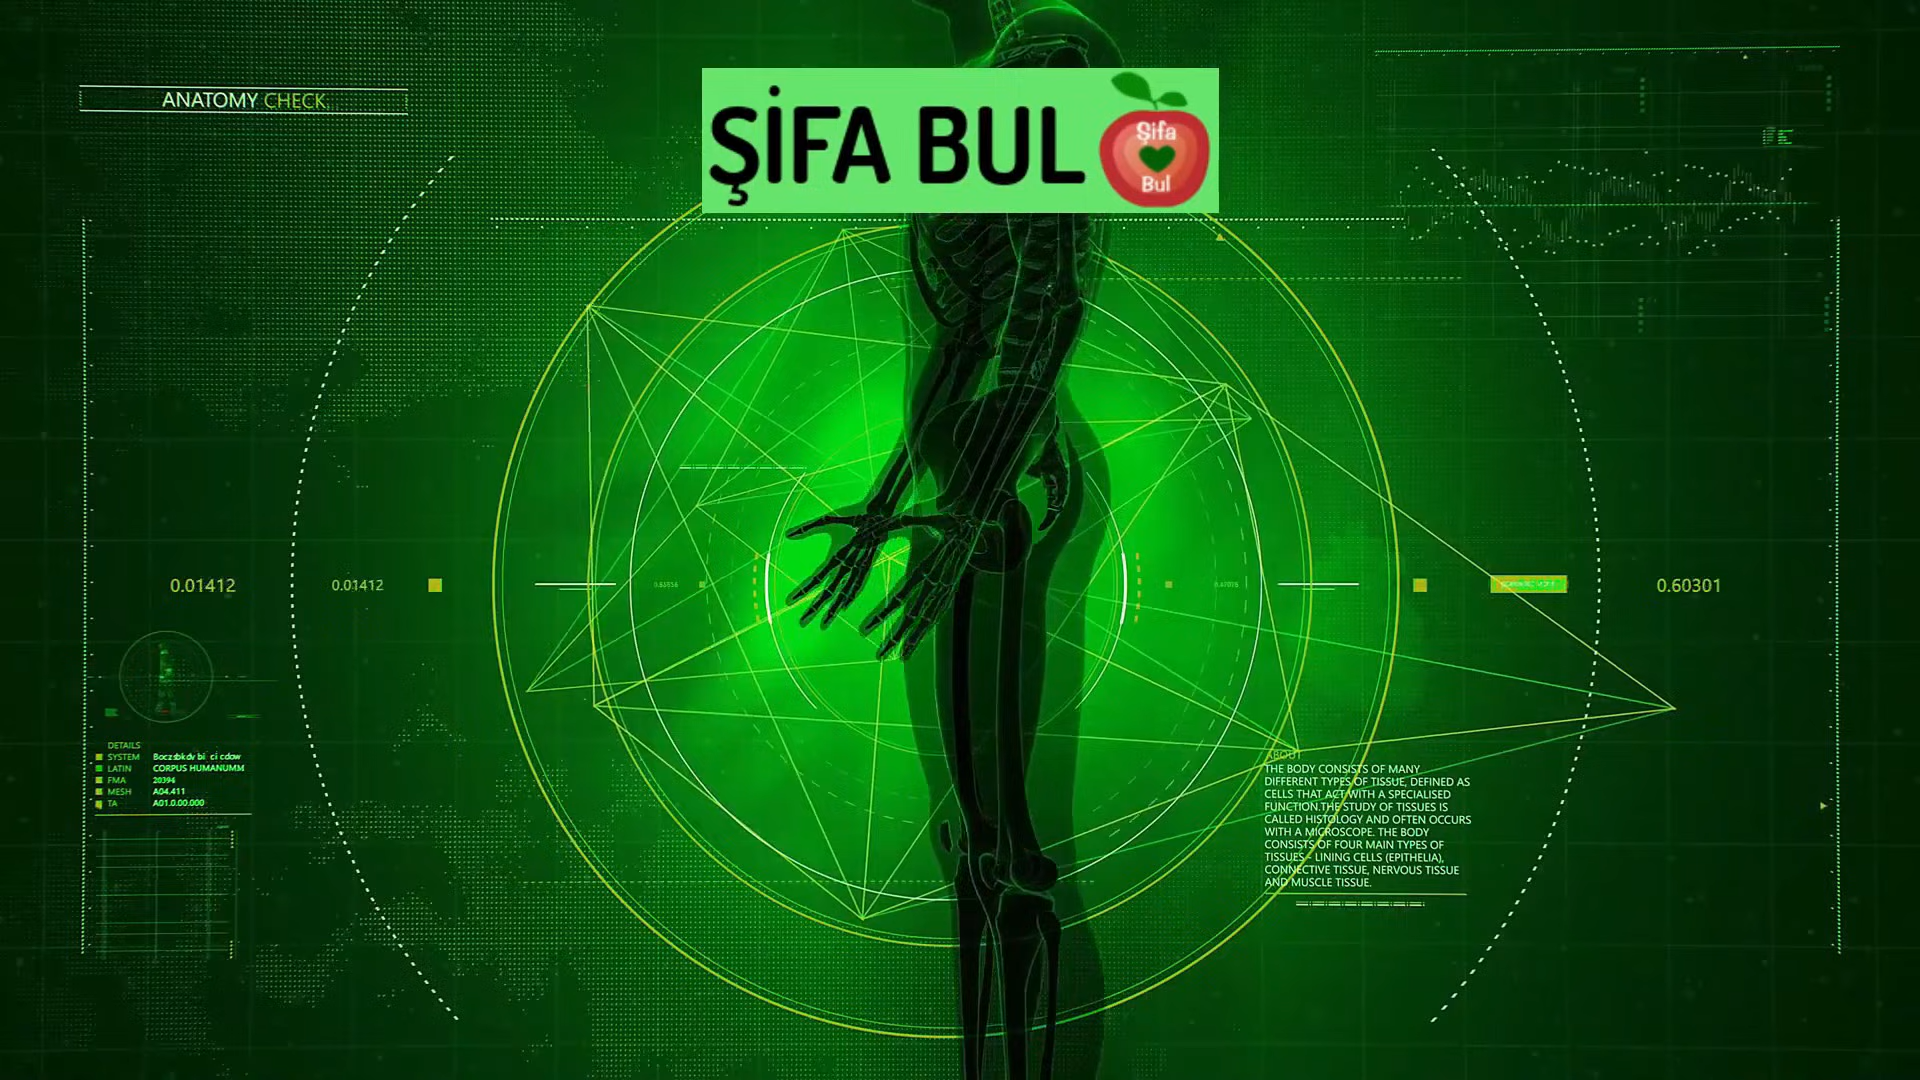 ANATOMY CHECK..
ŞİFA BUL
Şifa
Bul
0.01412
0.01412
0.60301
DETAILS
SYSTEM
LATIN CORPUS HUMANUMM
FMA 20394
MESH A04.411
TA A01.0.00.000
ABOUT
THE BODY CONSISTS OF MANY
DIFFERENT TYPES OF TISSUE, DEFINED AS
CELLS THAT ACT WITH A SPECIALISED
FUNCTION.THE STUDY OF TISSUES IS
CALLED HISTOLOGY AND OFTEN OCCURS
WITH A MICROSCOPE. THE BODY
CONSISTS OF FOUR MAIN TYPES OF
TISSUES - LINING CELLS (EPITHELIA),
CONNECTIVE TISSUE, NERVOUS TISSUE
AND MUSCLE TISSUE.